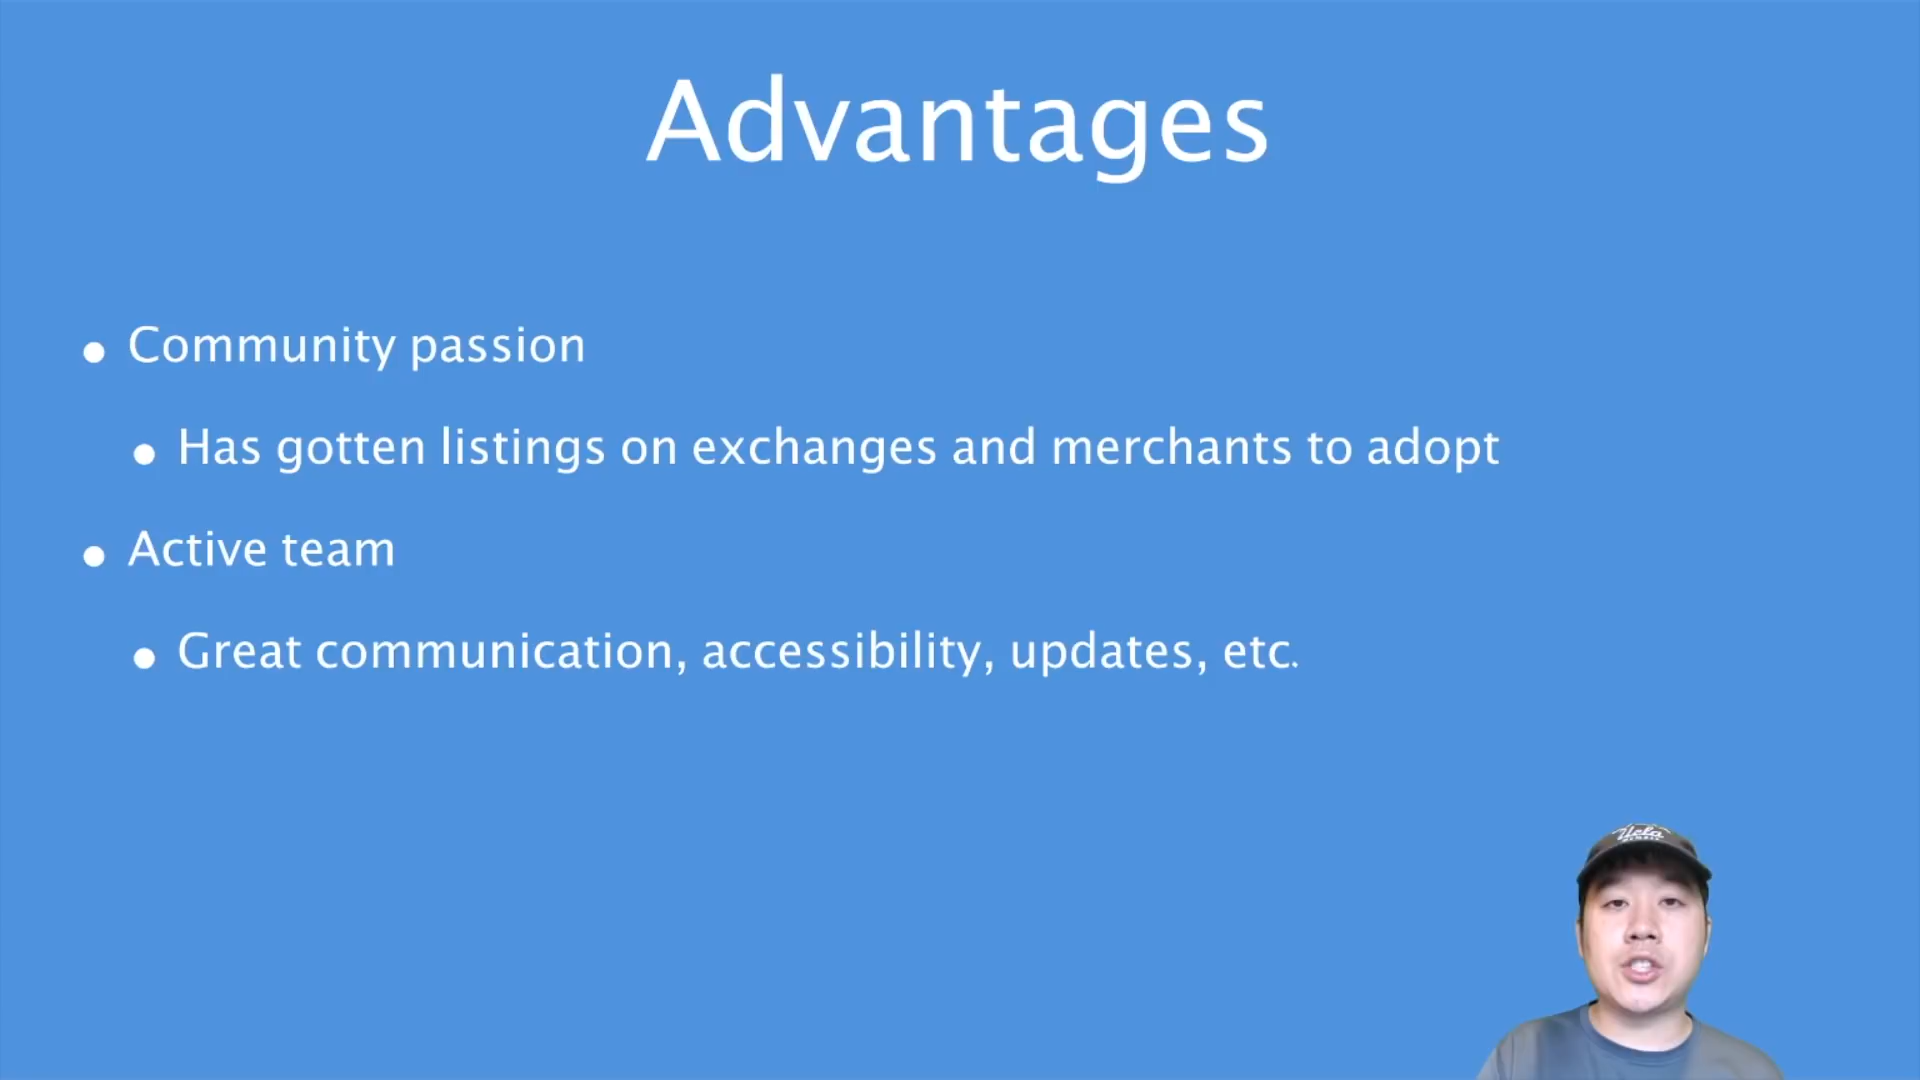 Advantages
• Community passion
• Has gotten listings on exchanges and merchants to adopt
• Active team
• Great communication, accessibility, updates, etc.
Ucla